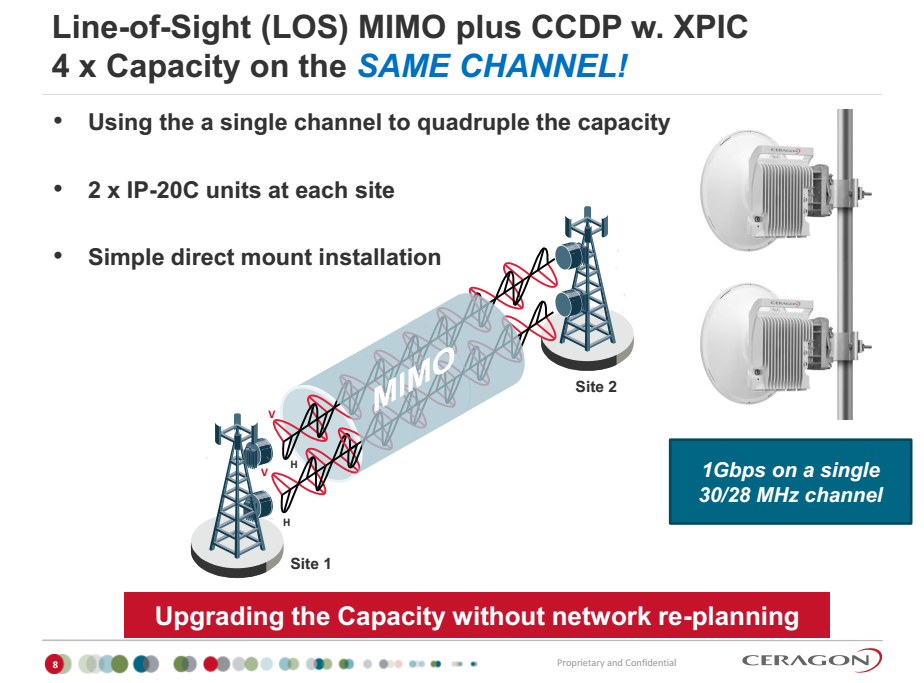 Line-of-Sight (LOS) MIMO plus CCDP w. XPIC
4 x Capacity on the SAME CHANNEL!
• Using the a single channel to quadruple the capacity
• 2 x IP-20C units at each site
• Simple direct mount installation
CERAGON
CERAGON
MIMO
Site 2
V
H
V
H
Site 1
1Gbps on a single
30/28 MHz channel
Upgrading the Capacity without network re-planning
8
Proprietary and Confidential
CERAGON